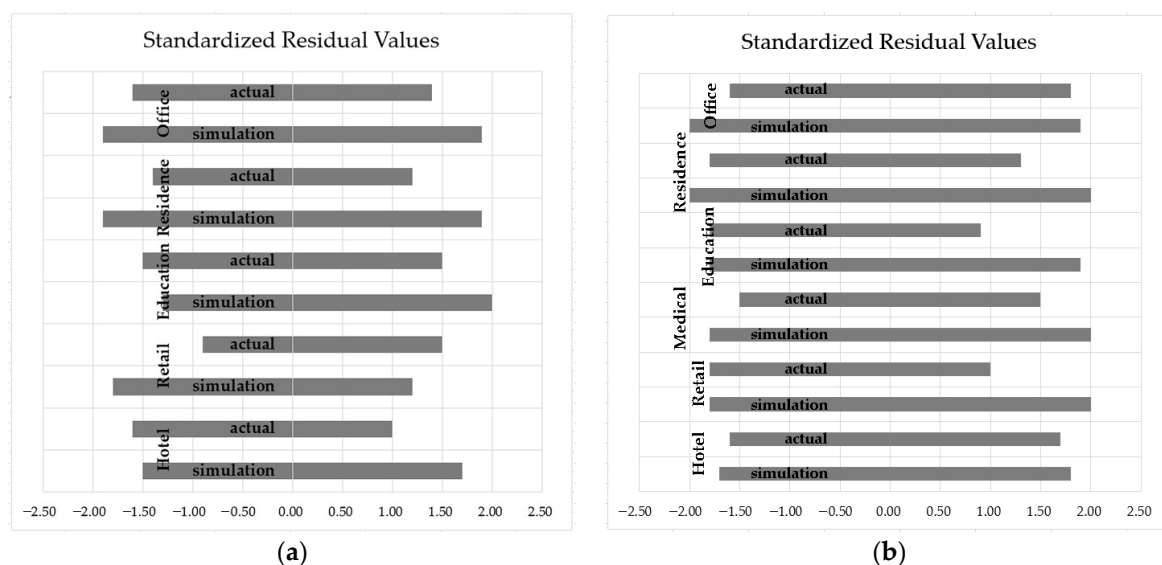 Standardized Residual Values
Office
actual
simulation
Residence
actual
simulation
Education
actual
simulation
Retail
actual
simulation
Hotel
actual
simulation
−2.50 −2.00 −1.50 −1.00 −0.50 0.00 0.50 1.00 1.50 2.00 2.50
(a)
Standardized Residual Values
Office
actual
simulation
Residence
actual
simulation
Education
actual
simulation
Medical
actual
simulation
Retail
actual
simulation
Hotel
actual
simulation
−2.50 −2.00 −1.50 −1.00 −0.50 0.00 0.50 1.00 1.50 2.00 2.50
(b)